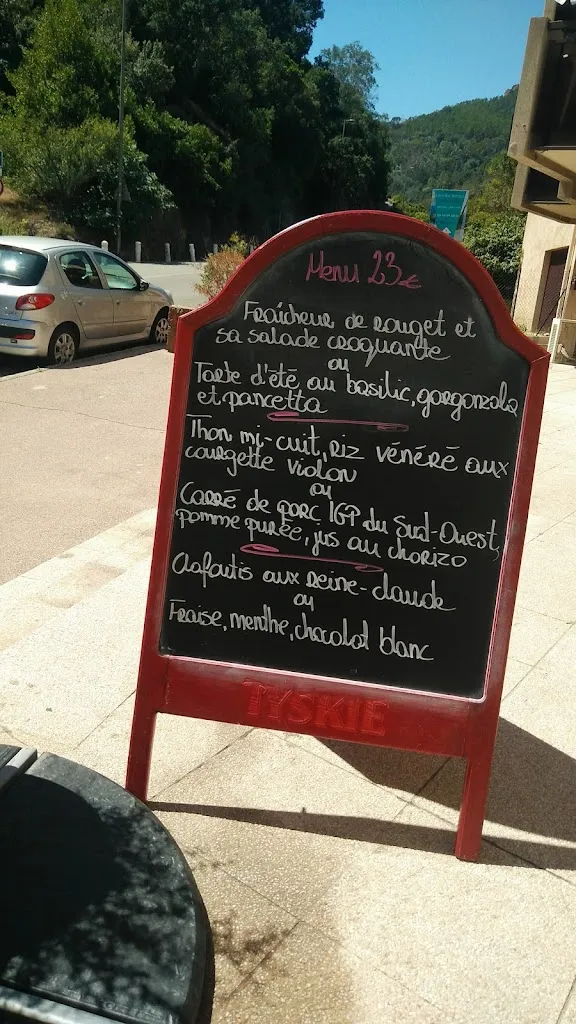 Menu 23€
Fraîcheur de rouget et
sa salade croquante
ou
Tarte d'été au basilic, gorgonzola
et pancetta
Thon mi-cuit, riz vénéré aux
courgette violon
ou
Carré de porc IGP du Sud-Ouest,
pomme purée, jus au chorizo
Clafoutis aux reine-claude
ou
Fraise, menthe, chocolat blanc
TYSKIE